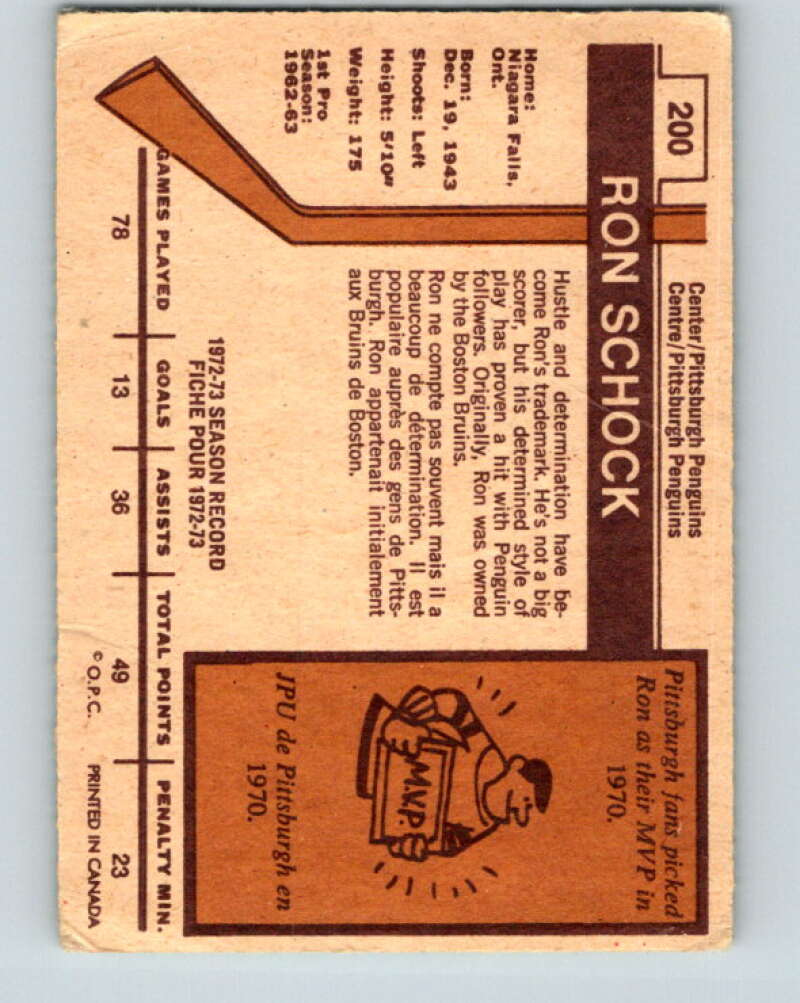 200
Center/Pittsburgh Penguins
Centre/Pittsburgh Penguins
RON SCHOCK
Home:
Niagara Falls,
Ont.
Born:
Dec. 19, 1943
Shoots: Left
Height: 5'10"
Weight: 175
1st Pro
Season:
1962-63
Hustle and determination have be-
come Ron's trademark. He's not a big
scorer, but his determined style of
play has proven a hit with Penguin
followers. Originally, Ron was owned
by the Boston Bruins.
Ron ne compte pas souvent mais il a
beaucoup de détermination. Il est
populaire auprès des gens de Pitts-
burgh. Ron appartenait initialement
aux Bruins de Boston.
Pittsburgh fans picked
Ron as their MVP in
1970.
M.V.P.
JPU de Pittsburgh en
1970.
1972-73 SEASON RECORD
FICHE POUR 1972-73
GAMES PLAYED GOALS ASSISTS TOTAL POINTS PENALTY MIN.
78 13 36 49 23
© O.P.C. PRINTED IN CANADA